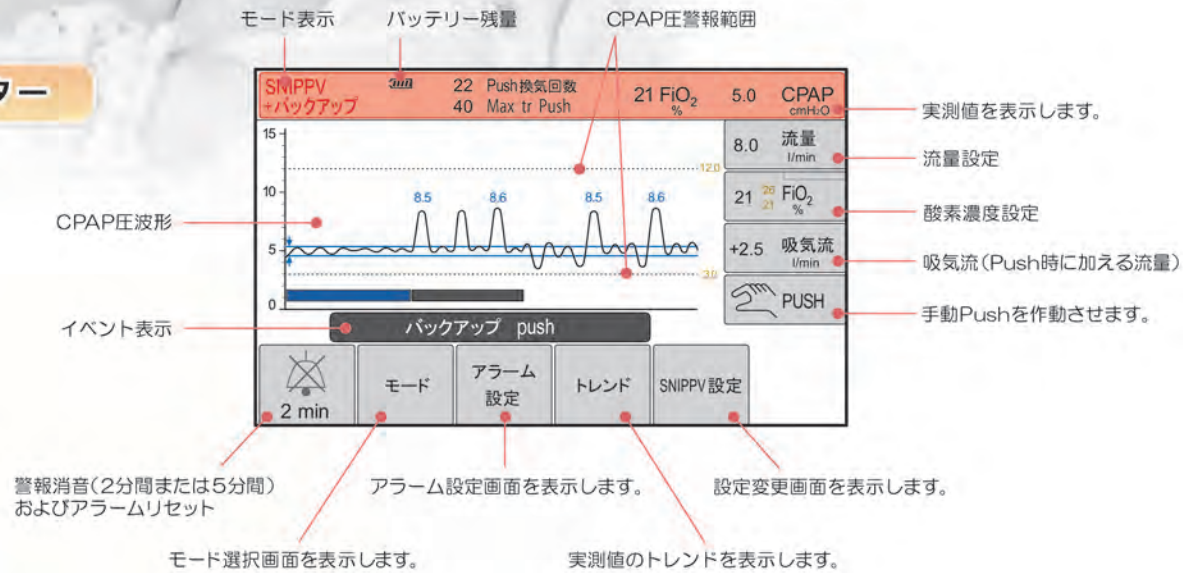 ター
モード表示
バッテリー残量
CPAP圧警報範囲
SNIPPV
+バックアップ
22 Push換気回数
40 Max tr Push
21 FiO2 %
5.0 CPAP cmH2O
実測値を表示します。
15
10
5
0
12.0
3.0
8.5
8.6
8.5
8.6
CPAP圧波形
8.0 流量 l/min
流量設定
21 26 21 FiO2 %
酸素濃度設定
+2.5 吸気流 l/min
吸気流(Push時に加える流量)
PUSH
手動Pushを作動させます。
イベント表示
バックアップ push
2 min
モード
アラーム
設定
トレンド
SNIPPV設定
警報消音(2分間または5分間)
およびアラームリセット
アラーム設定画面を表示します。
設定変更画面を表示します。
モード選択画面を表示します。
実測値のトレンドを表示します。